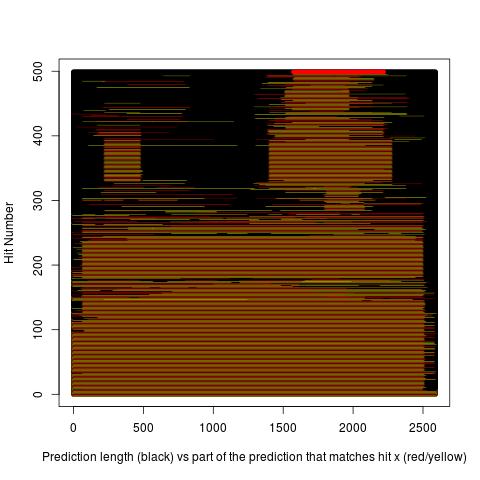 500
400
300
200
100
0
Hit Number
0 500 1000 1500 2000 2500
Prediction length (black) vs part of the prediction that matches hit x (red/yellow)